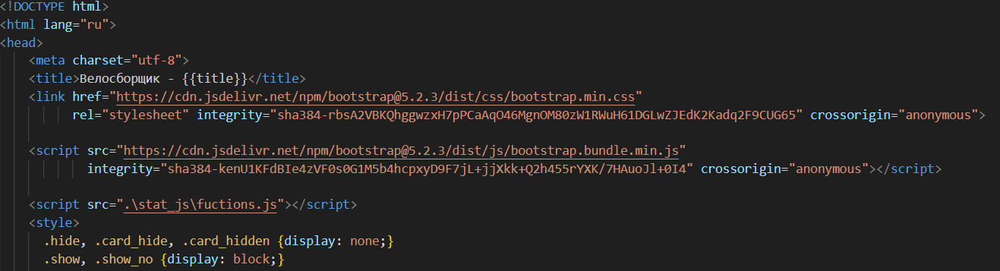 <!DOCTYPE html>
<html lang="ru">
<head>
<meta charset="utf-8">
<title>Велосборщик - {{title}}</title>
<link href="https://cdn.jsdelivr.net/npm/bootstrap@5.2.3/dist/css/bootstrap.min.css"
rel="stylesheet" integrity="sha384-rbsA2VBKQhggwzxH7pPCaAqO46MgnOM80zW1RWuH61DGLwZJEdK2Kadq2F9CUG65" crossorigin="anonymous">
<script src="https://cdn.jsdelivr.net/npm/bootstrap@5.2.3/dist/js/bootstrap.bundle.min.js"
integrity="sha384-kenU1KFdBIe4zVF0s0G1M5b4hcpxyD9F7jL+jjXkk+Q2h455rYXK/7HAuoJl+0I4" crossorigin="anonymous"></script>
<script src=".\stat_js\fuctions.js"></script>
<style>
.hide, .card_hide, .card_hidden {display: none;}
.show, .show_no {display: block;}